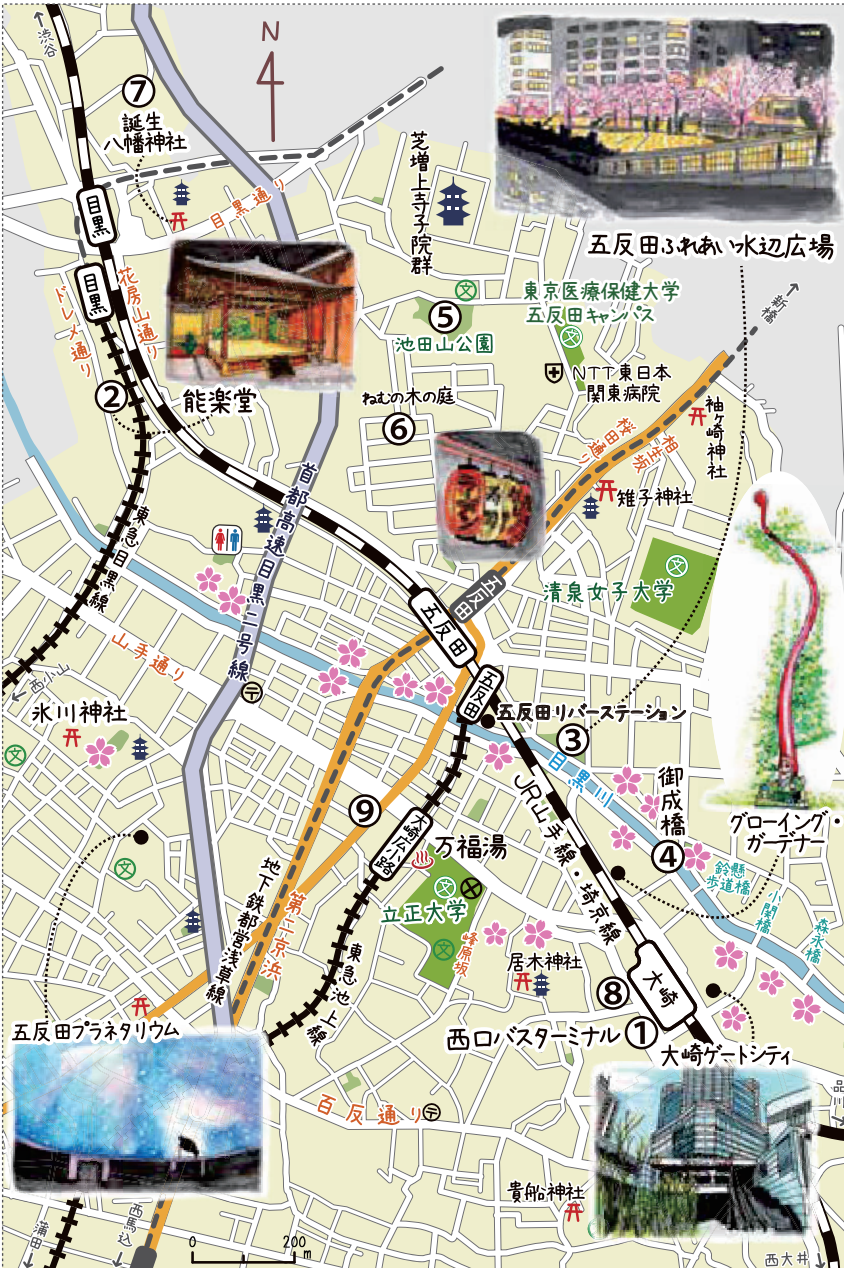 渋谷
N
⑦
誕生
八幡神社
目黒
目黒通り
目黒
花房山通り
ドレメ通り
②
能楽堂
芝増上寺子院群
五反田ふれあい水辺広場
文
東京医療保健大学
五反田キャンパス
文
⑤
池田山公園
新橋
NTT東日本
関東病院
ねむの木の庭
⑥
桜田通り
相生坂
袖ヶ崎神社
雉子神社
首都高速目黒二号線
東急目黒線
五反田
五反田
文
清泉女子大学
山手通り
西小山
〒
五反田
五反田リバーステーション
③
氷川神社
文
目黒川
JR山手線・埼京線
御成橋
④
グローイング・
ガーデナー
鈴懸
歩道橋
小関橋
森永橋
⑨
大崎広小路
万福湯
文
立正大学
文
文
峰原坂
地下鉄都営浅草線
第二京浜
東急池上線
居木神社
大崎
⑧
西口バスターミナル
①
大崎ゲートシティ
五反田プラネタリウム
百反通り
〒
貴船神社
蒲田
西馬込
0
200
m
西大井